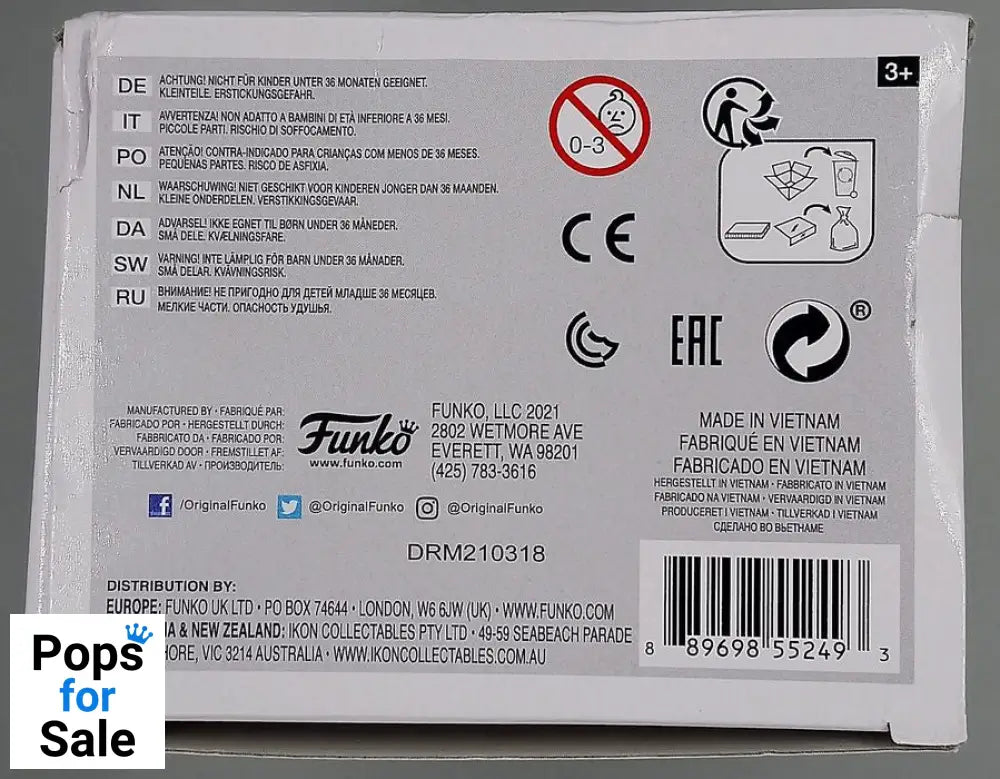 3+
DE ACHTUNG! NICHT FÜR KINDER UNTER 36 MONATEN GEEIGNET.
KLEINTEILE. ERSTICKUNGSGEFAHR.
IT AVVERTENZA! NON ADATTO A BAMBINI DI ETÀ INFERIORE A 36 MESI.
PICCOLE PARTI. RISCHIO DI SOFFOCAMENTO.
PO ATENÇÃO! CONTRA-INDICADO PARA CRIANÇAS COM MENOS DE 36 MESES.
PEQUENAS PARTES. RISCO DE ASFIXIA.
NL WAARSCHUWING! NIET GESCHIKT VOOR KINDEREN JONGER DAN 36 MAANDEN.
KLEINE ONDERDELEN. VERSTIKKINGSGEVAAR.
DA ADVARSEL! IKKE EGNET TIL BØRN UNDER 36 MÅNEDER.
SMÅ DELE. KVÆLNINGSFARE.
SW VARNING! INTE LÄMPLIG FÖR BARN UNDER 36 MÅNADER.
SMÅ DELAR. KVÄVNINGSRISK.
RU ВНИМАНИЕ! НЕ ПРИГОДНО ДЛЯ ДЕТЕЙ МЛАДШЕ 36 МЕСЯЦЕВ.
МЕЛКИЕ ЧАСТИ. ОПАСНОСТЬ УДУШЬЯ.
0-3
CE
EAC
®
MANUFACTURED BY • FABRIQUÉ PAR:
FABRICADO POR • HERGESTELLT DURCH:
FABBRICATO DA • FABRICADO POR:
VERVAARDIGD DOOR • FREMSTILLET AF:
TILLVERKAD AV • ПРОИЗВОДИТЕЛЬ:
Funko
www.funko.com
FUNKO, LLC 2021
2802 WETMORE AVE
EVERETT, WA 98201
(425) 783-3616
/OriginalFunko @OriginalFunko @OriginalFunko
DRM210318
MADE IN VIETNAM
FABRIQUÉ EN VIETNAM
FABRICADO EN VIETNAM
HERGESTELLT IN VIETNAM • FABBRICATO IN VIETNAM
FABRICADO NA VIETNAM • VERVAARDIGD IN VIETNAM
PRODUCERET I VIETNAM • TILLVERKAD I VIETNAM
СДЕЛАНО ВО ВЬЕТНАМЕ
DISTRIBUTION BY:
EUROPE: FUNKO UK LTD • PO BOX 74644 • LONDON, W6 6JW (UK) • WWW.FUNKO.COM
& NEW ZEALAND: IKON COLLECTABLES PTY LTD • 49-59 SEABEACH PARADE
VIC 3214 AUSTRALIA • WWW.IKONCOLLECTABLES.COM.AU
8 89698 55249 3
Pops
for
Sale